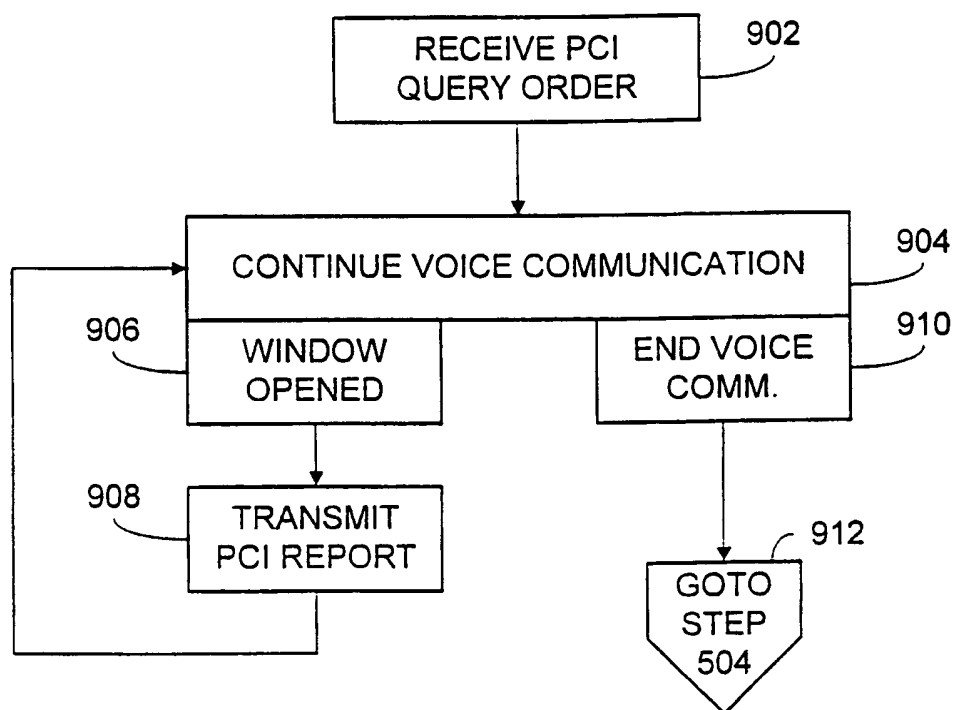 RECEIVE PCI
QUERY ORDER
902
CONTINUE VOICE COMMUNICATION
904
906
WINDOW
OPENED
END VOICE
COMM.
910
908
TRANSMIT
PCI REPORT
912
GOTO
STEP
504